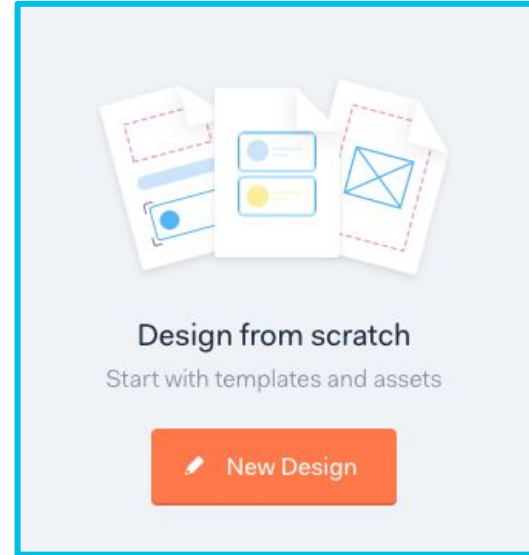 Design from scratch
Start with templates and assets
New Design